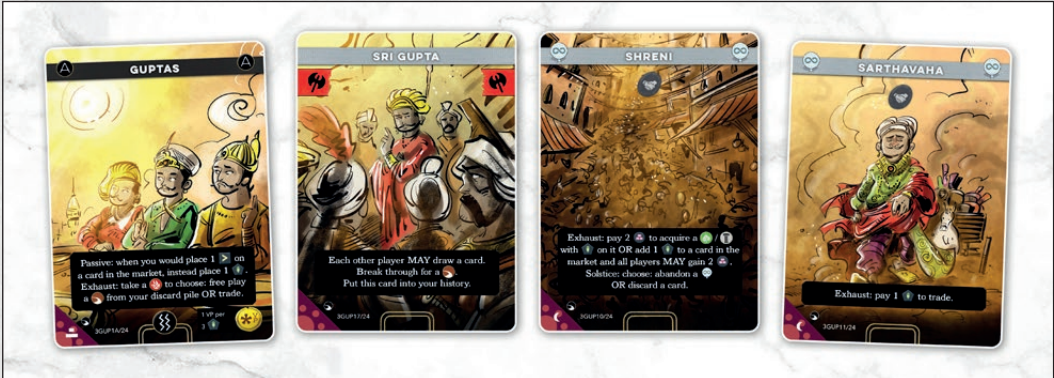 GUPTAS
Passive: when you would place 1 on
a card in the market, instead place 1 .
Exhaust: take a to choose: free play
a from your discard pile OR trade.
3GUP1A/24
1 VP per
3
SRI GUPTA
Each other player MAY draw a card.
Break through for a .
Put this card into your history.
SHRENI
Exhaust: pay 2 to acquire a /
with on it OR add 1 to a card in the
market and all players MAY gain 2 .
Solstice: choose: abandon a
OR discard a card.
3GUP10/24
SARTHAVAHA
Exhaust: pay 1 to trade.
3GUP11/24